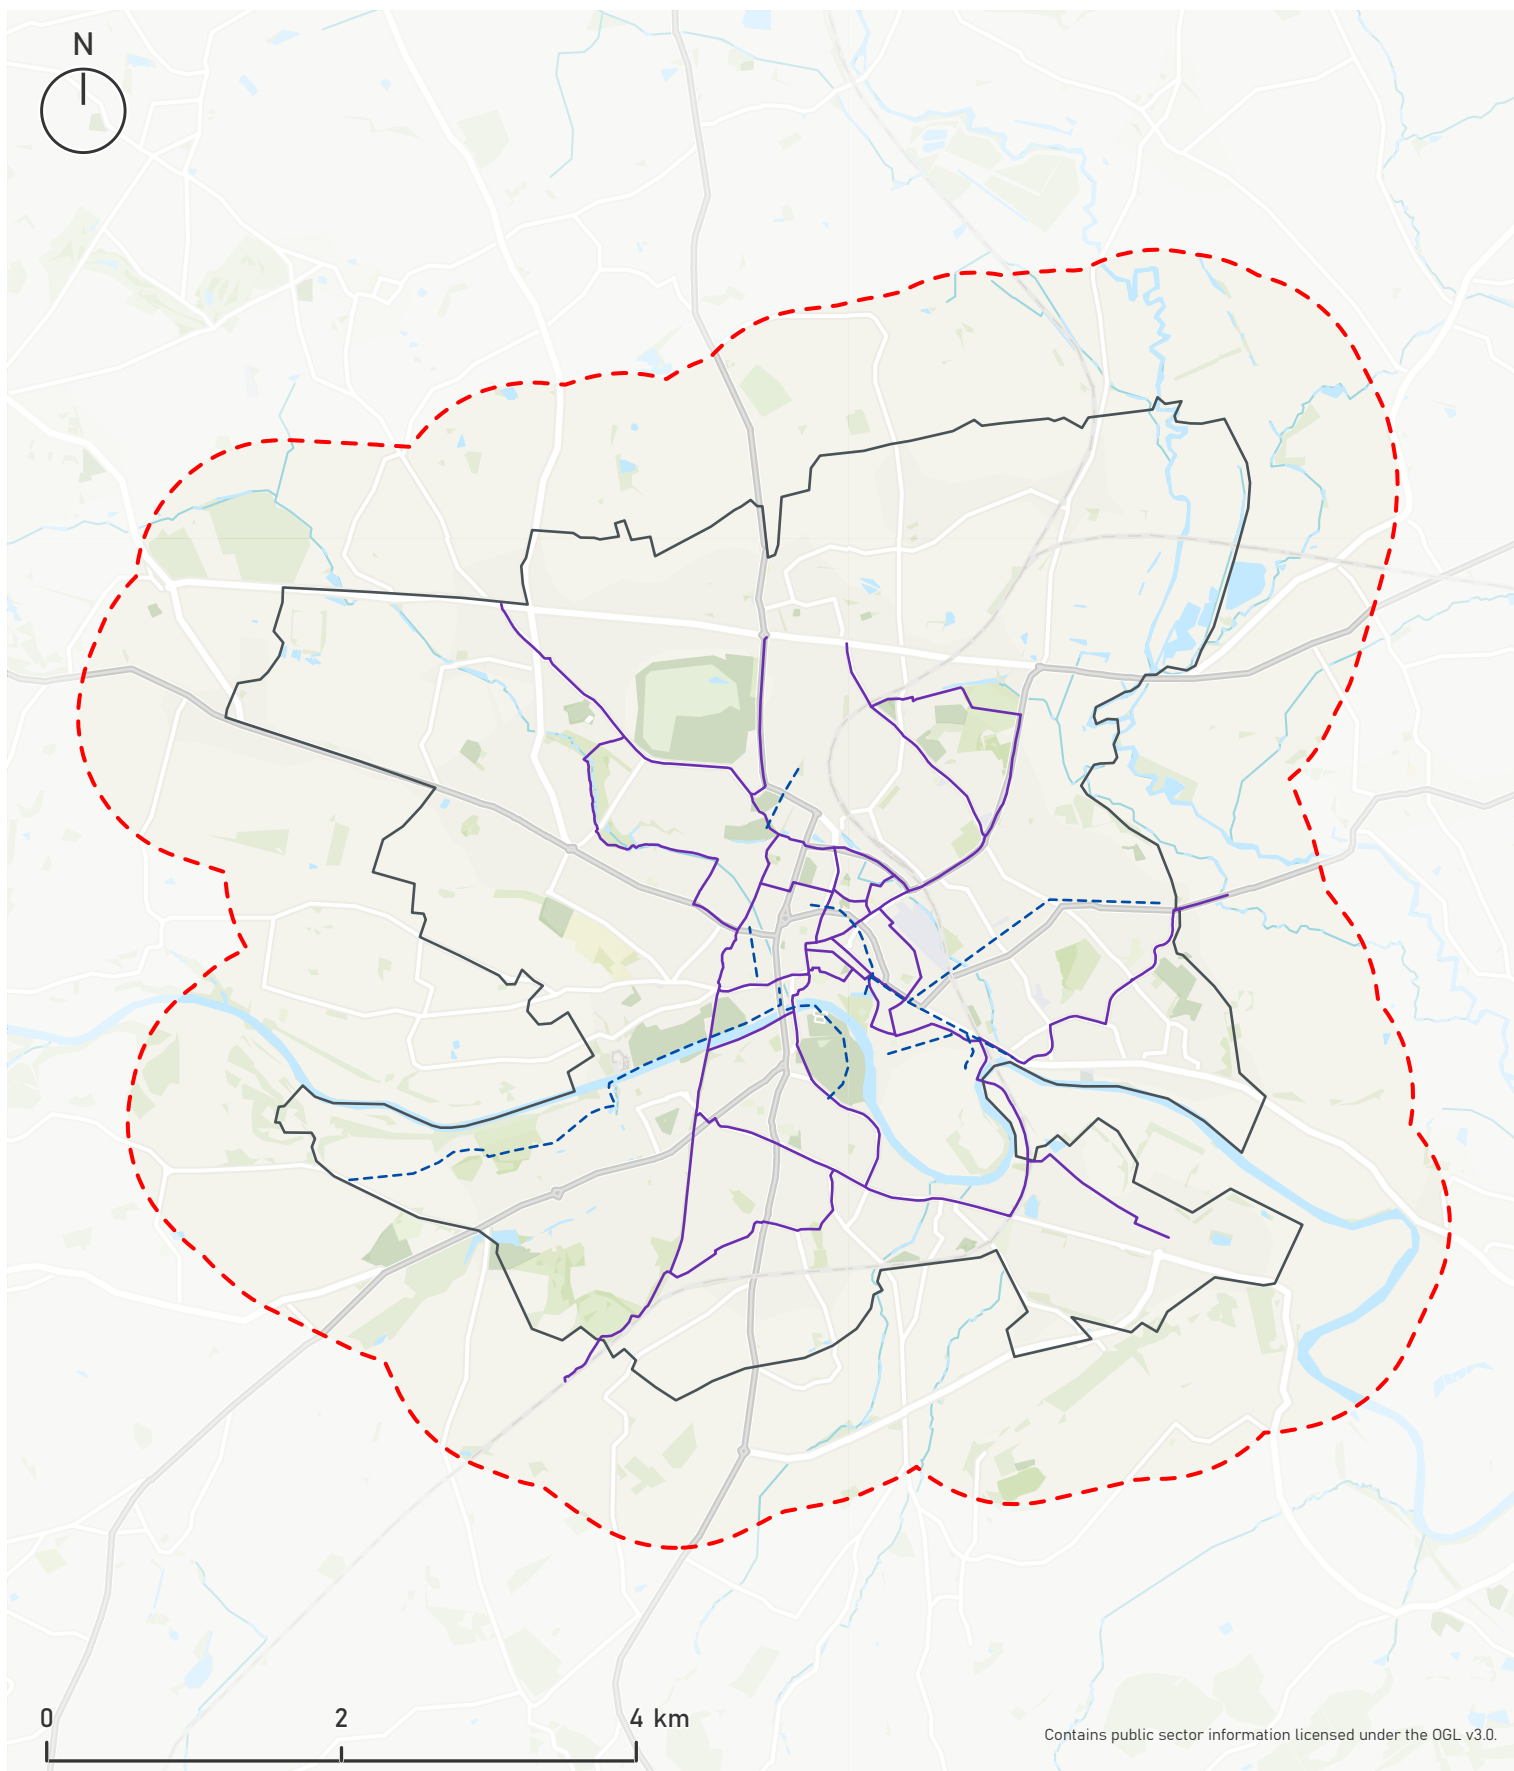 N
0 2 4 km
Contains public sector information licensed under the OGL v3.0.